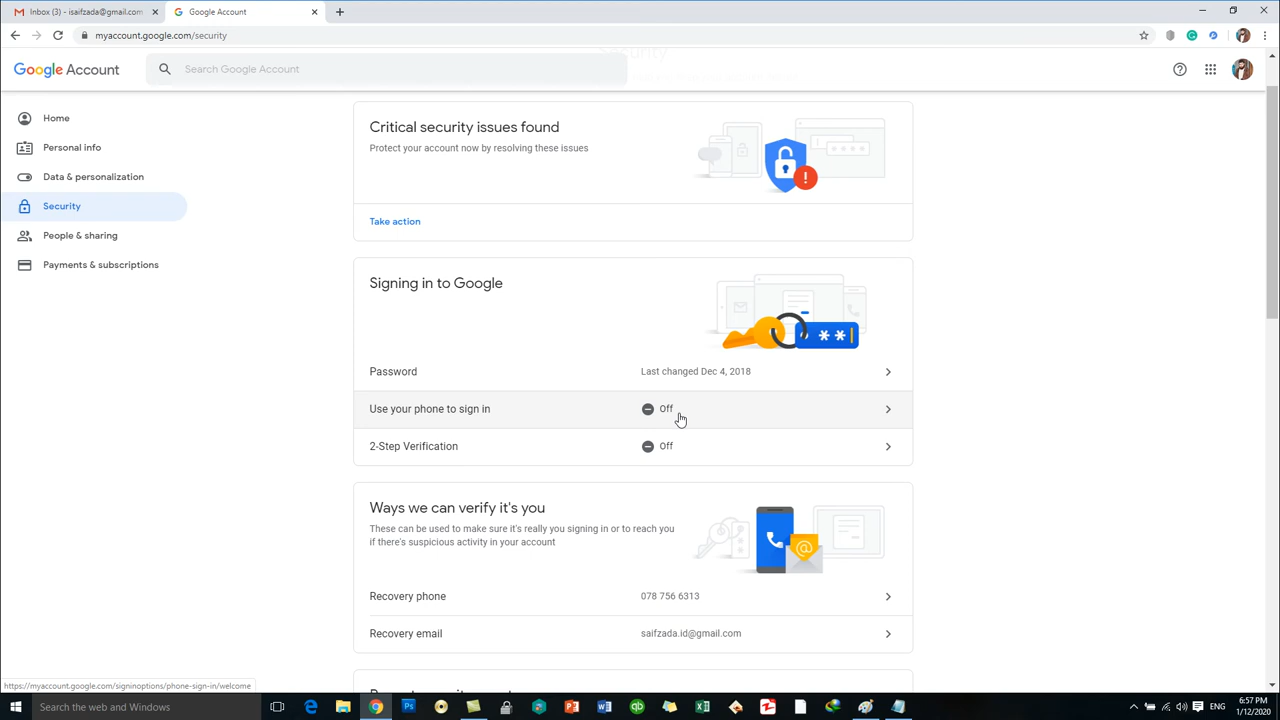 Inbox (3) - isaifzada@gmail.com
Google Account
myaccount.google.com/security
Google Account
Search Google Account
Security
Home
Personal info
Data & personalization
Security
People & sharing
Payments & subscriptions
Critical security issues found
Protect your account now by resolving these issues
Take action
Signing in to Google
Password Last changed Dec 4, 2018
Use your phone to sign in Off
2-Step Verification Off
Ways we can verify it's you
These can be used to make sure it's really you signing in or to reach you
if there's suspicious activity in your account
Recovery phone 078 756 6313
Recovery email saifzada.id@gmail.com
https://myaccount.google.com/signinoptions/phone-sign-in/welcome
Search the web and Windows
ENG
6:57 PM
1/12/2020